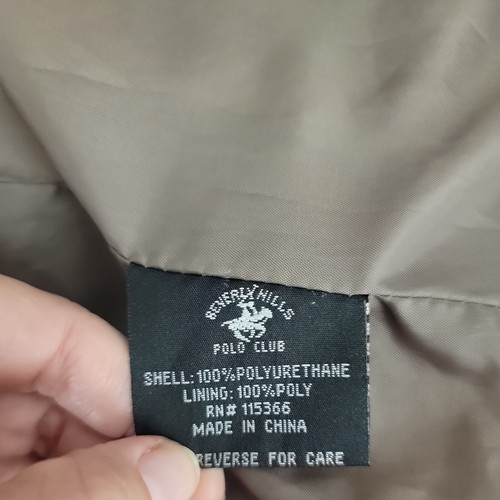 BEVERLY HILLS
POLO CLUB
SHELL:100%POLYURETHANE
LINING:100%POLY
RN# 115366
MADE IN CHINA
REVERSE FOR CARE